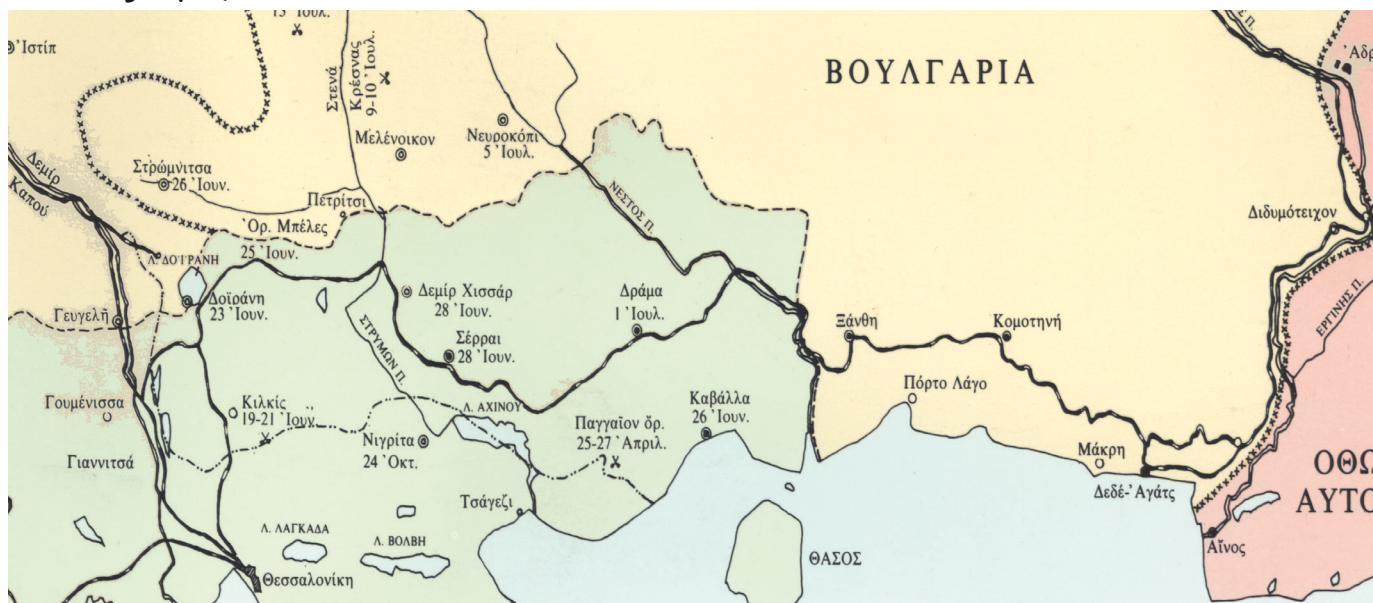 13 Ἰουλ.
Ἰστίπ
Στενά
Κρέσνας
9-10 Ἰουλ.
ΒΟΥΛΓΑΡΙΑ
Μελένοικον
Νευροκόπι
5 Ἰουλ.
Δεμίρ
Καπού
Στρώμνιτσα
26 Ἰουν.
Πετρίτσι
Ὀρ. Μπέλες
25 Ἰουν.
ΝΕΣΤΟΣ Π.
Διδυμότειχον
Λ. ΔΟΪΡΑΝΗ
Δοϊράνη
23 Ἰουν.
Γευγελῆ
Δεμίρ Χισσάρ
28 Ἰουν.
Δράμα
1 Ἰουλ.
ΕΡΓΙΝΗΣ Π.
ΣΤΡΥΜΩΝ Π.
Σέρραι
28 Ἰουν.
Ξάνθη
Κομοτηνή
Γουμένισσα
Κιλκίς
19-21 Ἰουν.
Λ. ΑΧΙΝΟΥ
Καβάλλα
26 Ἰουν.
Πόρτο Λάγο
Νιγρίτα
24 Ὀκτ.
Παγγαῖον ὄρ.
25-27 Ἀπριλ.
Γιαννιτσά
Μάκρη
Δεδέ-Ἀγάτς
ΟΘΩ
ΑΥΤΟ
Τσάγεζι
Λ. ΛΑΓΚΑΔΑ
Λ. ΒΟΛΒΗ
Αἴνος
ΘΑΣΟΣ
Θεσσαλονίκη